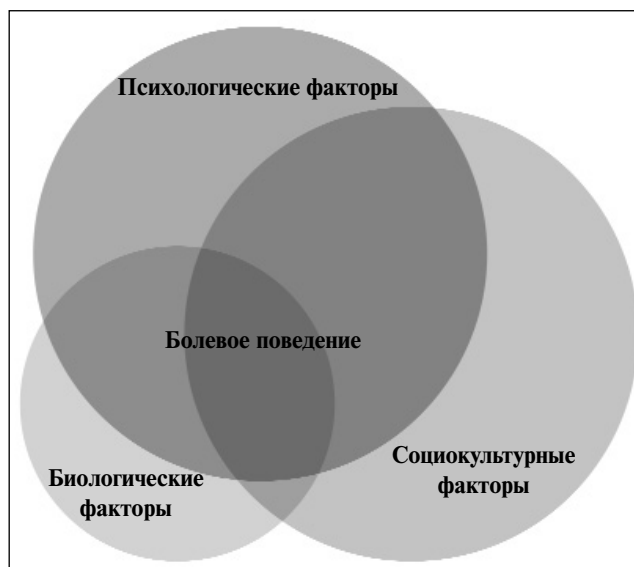 Психологические факторы
Болевое поведение
Биологические
факторы
Социокультурные
факторы